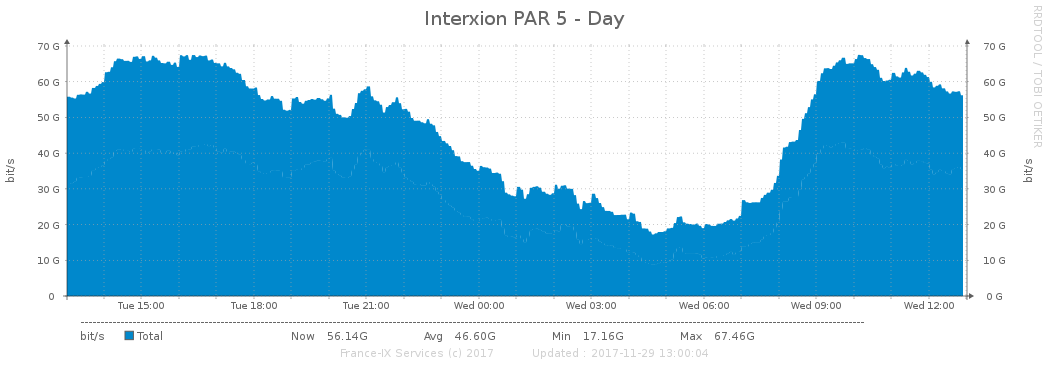 Interxion PAR 5 - Day
RRDTOOL / TOBI OETIKER
70 G 70 G
60 G 60 G
50 G 50 G
40 G 40 G
30 G 30 G
20 G 20 G
10 G 10 G
0 0 G
bit/s bit/s
Tue 15:00 Tue 18:00 Tue 21:00 Wed 00:00 Wed 03:00 Wed 06:00 Wed 09:00 Wed 12:00
bit/s Total Now 56.14G Avg 46.60G Min 17.16G Max 67.46G
France-IX Services (c) 2017 Updated : 2017-11-29 13:00:04